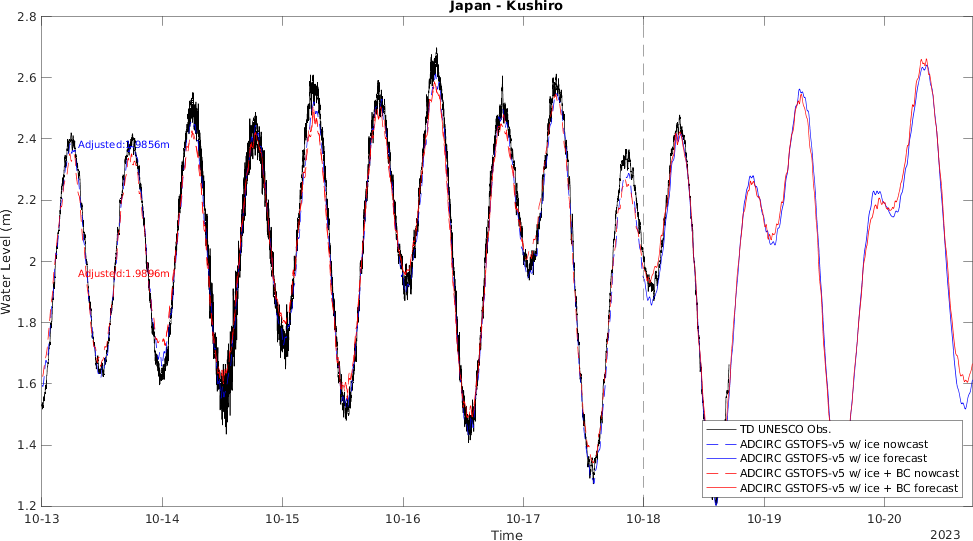 Japan - Kushiro
2.8
2.6
2.4
2.2
2
1.8
1.6
1.4
1.2
Water Level (m)
Adjusted:1.9856m
Adjusted:1.9896m
TD UNESCO Obs.
ADCIRC GSTOFS-v5 w/ ice nowcast
ADCIRC GSTOFS-v5 w/ ice forecast
ADCIRC GSTOFS-v5 w/ ice + BC nowcast
ADCIRC GSTOFS-v5 w/ ice + BC forecast
10-13 10-14 10-15 10-16 10-17 10-18 10-19 10-20
Time
2023